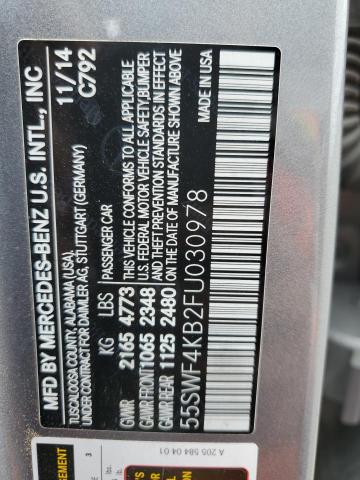 MFD BY MERCEDES-BENZ U.S. INTL., INC
TUSCALOOSA COUNTY, ALABAMA (USA),
UNDER CONTRACT FOR DAIMLER AG, STUTTGART (GERMANY)
11/14
C792
KG LBS PASSENGER CAR
GVWR 2165 4773 THIS VEHICLE CONFORMS TO ALL APPLICABLE
GAWR FRONT 1065 2348 U.S. FEDERAL MOTOR VEHICLE SAFETY, BUMPER
GAWR REAR 1125 2480 AND THEFT PREVENTION STANDARDS IN EFFECT
ON THE DATE OF MANUFACTURE SHOWN ABOVE
55SWF4KB2FU030978
MADE IN USA
A 205 584 04 01
3